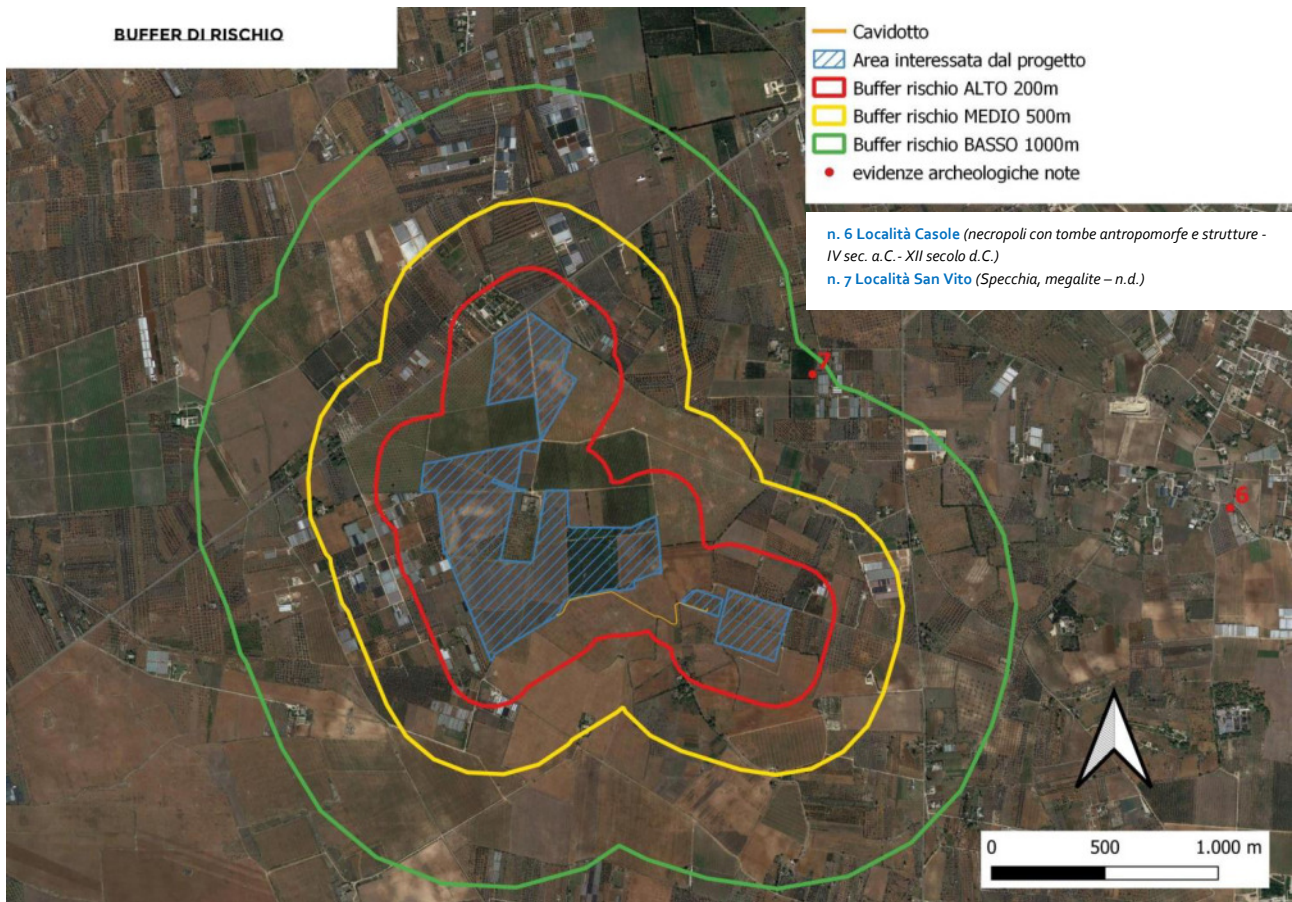 BUFFER DI RISCHIO
Cavidotto
Area interessata dal progetto
Buffer rischio ALTO 200m
Buffer rischio MEDIO 500m
Buffer rischio BASSO 1000m
evidenze archeologiche note
n. 6 Località Casole (necropoli con tombe antropomorfe e strutture -
IV sec. a.C.- XII secolo d.C.)
n. 7 Località San Vito (Specchia, megalite – n.d.)
7
6
0 500 1.000 m